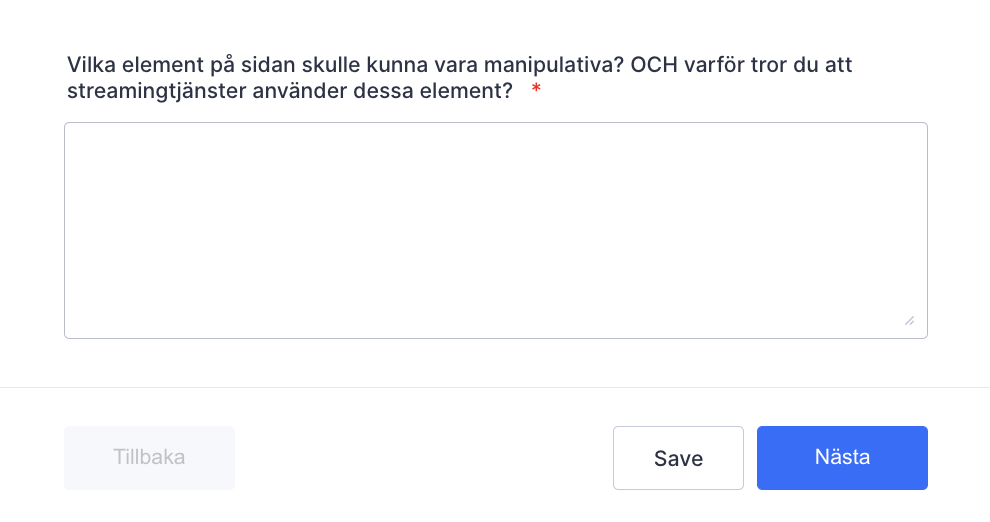 Vilka element på sidan skulle kunna vara manipulativa? OCH varför tror du att
streamingtjänster använder dessa element? *
Tillbaka
Save
Nästa